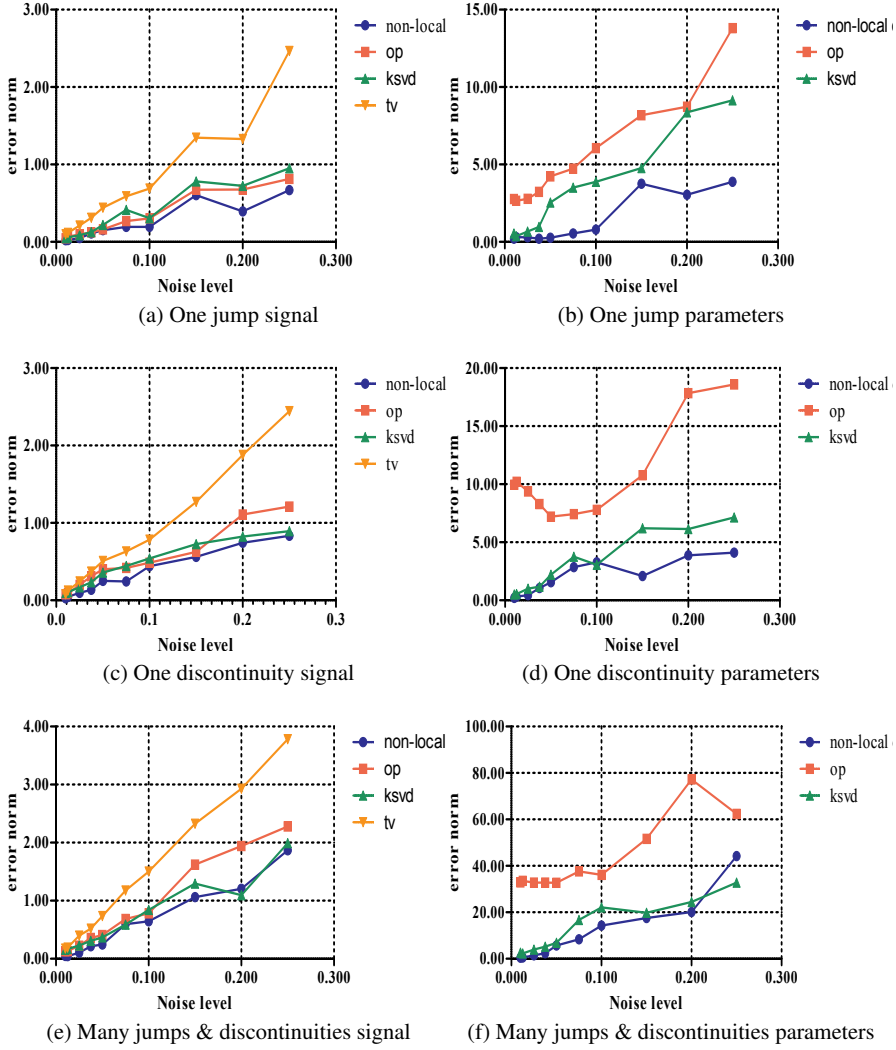 3.00
2.00
1.00
0.00
0.000
0.100
0.200
0.300
error norm
Noise level
non-local
op
ksvd
tv
(a) One jump signal
15.00
10.00
5.00
0.00
0.000
0.100
0.200
0.300
error norm
Noise level
non-local
op
ksvd
(b) One jump parameters
3.00
2.00
1.00
0.00
0.0
0.1
0.2
0.3
error norm
Noise level
non-local
op
ksvd
tv
(c) One discontinuity signal
20.00
15.00
10.00
5.00
0.00
0.000
0.100
0.200
0.300
error norm
Noise level
non-local
op
ksvd
(d) One discontinuity parameters
4.00
3.00
2.00
1.00
0.00
0.000
0.100
0.200
0.300
error norm
Noise level
non-local
op
ksvd
tv
(e) Many jumps & discontinuities signal
100.00
80.00
60.00
40.00
20.00
0.00
0.000
0.100
0.200
0.300
error norm
Noise level
non-local
op
ksvd
(f) Many jumps & discontinuities parameters